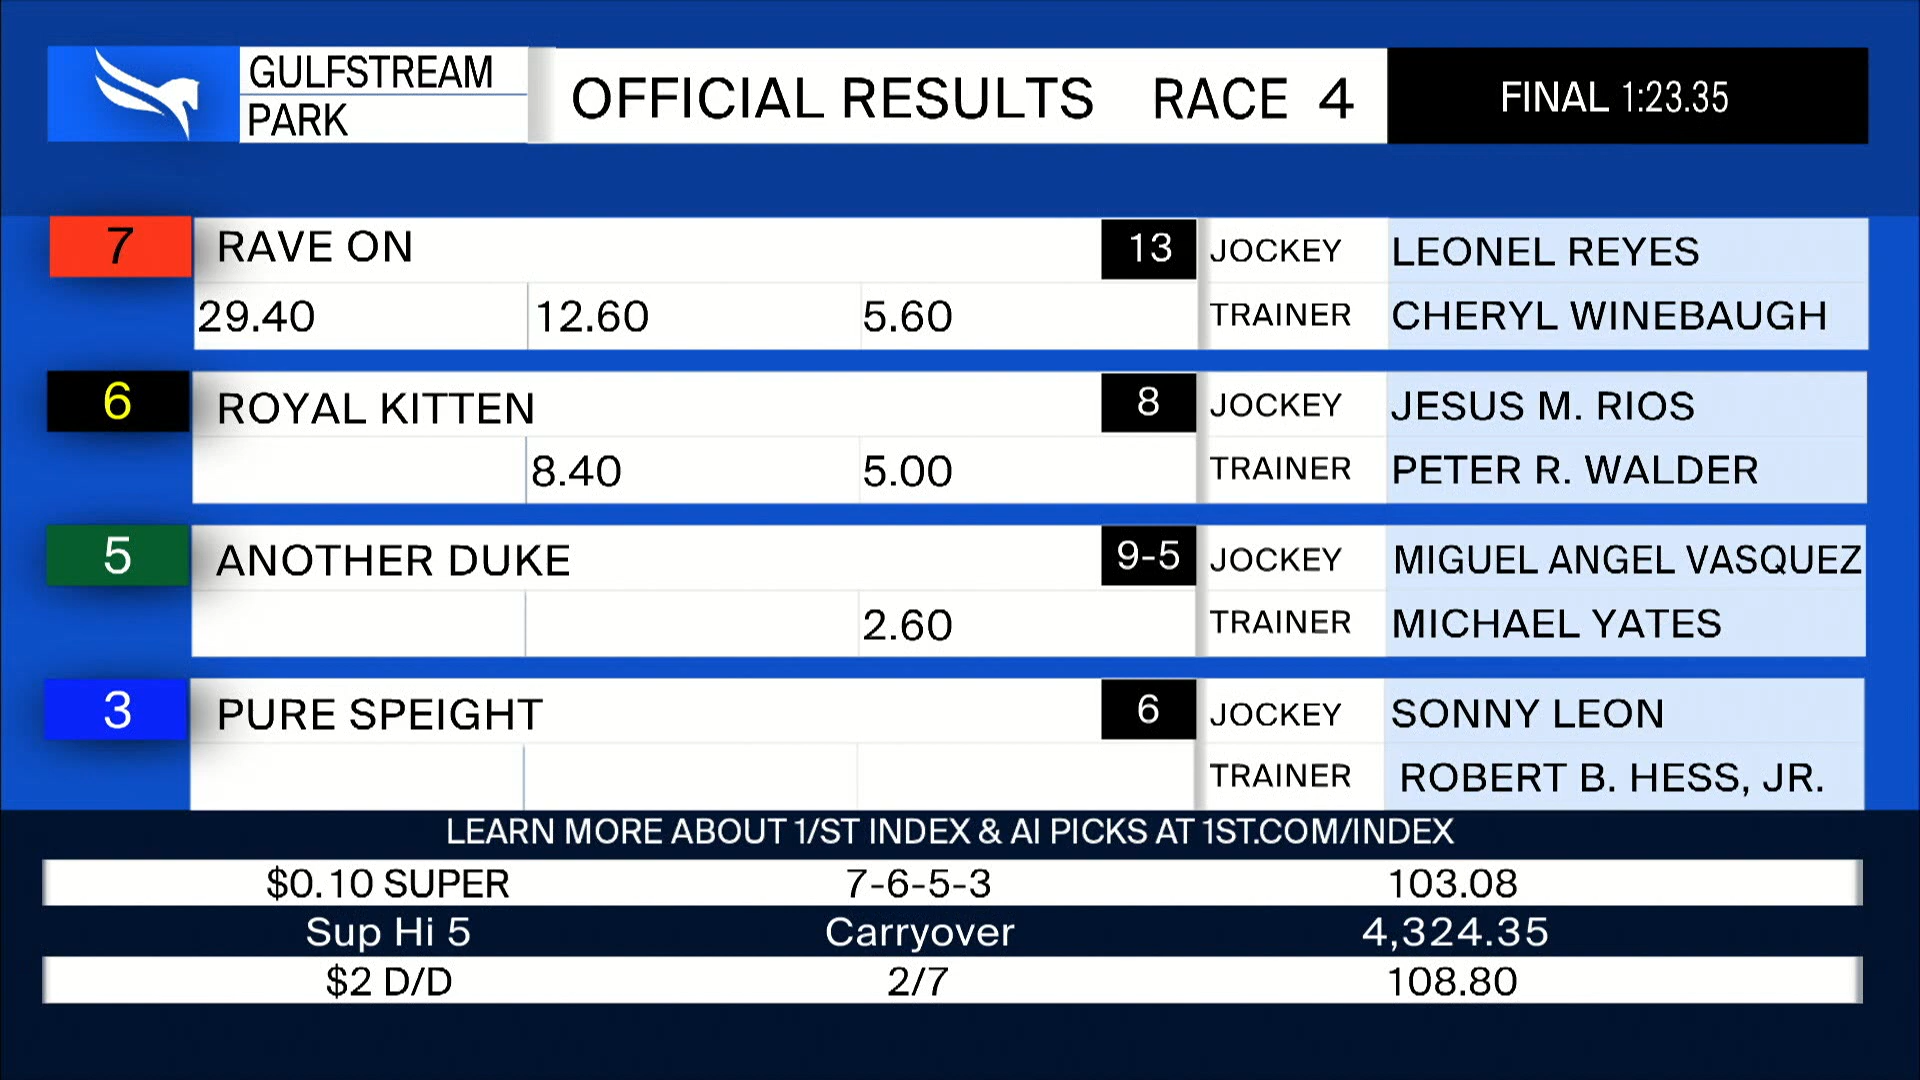 GULFSTREAM
PARK
OFFICIAL RESULTS RACE 4
FINAL 1:23.35
7 RAVE ON 13 JOCKEY LEONEL REYES
29.40 12.60 5.60 TRAINER CHERYL WINEBAUGH
6 ROYAL KITTEN 8 JOCKEY JESUS M. RIOS
8.40 5.00 TRAINER PETER R. WALDER
5 ANOTHER DUKE 9-5 JOCKEY MIGUEL ANGEL VASQUEZ
2.60 TRAINER MICHAEL YATES
3 PURE SPEIGHT 6 JOCKEY SONNY LEON
TRAINER ROBERT B. HESS, JR.
LEARN MORE ABOUT 1/ST INDEX & AI PICKS AT 1ST.COM/INDEX
$0.10 SUPER 7-6-5-3 103.08
Sup Hi 5 Carryover 4,324.35
$2 D/D 2/7 108.80